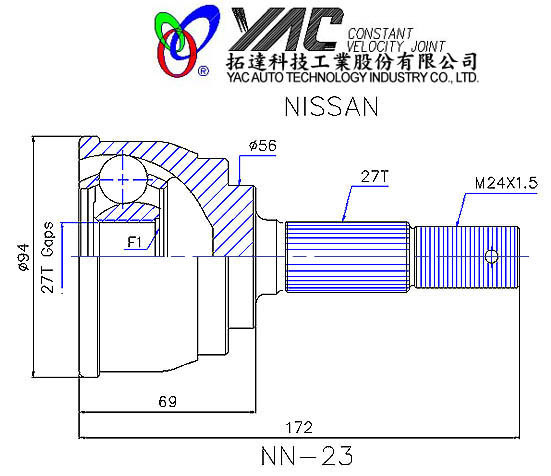 YAC CONSTANT
VELOCITY JOINT
®
拓達科技工業股份有限公司
YAC AUTO TECHNOLOGY INDUSTRY CO., LTD.
NISSAN
ø56
27T
M24X1.5
F1
ø94
27T Gaps
69
172
NN-23